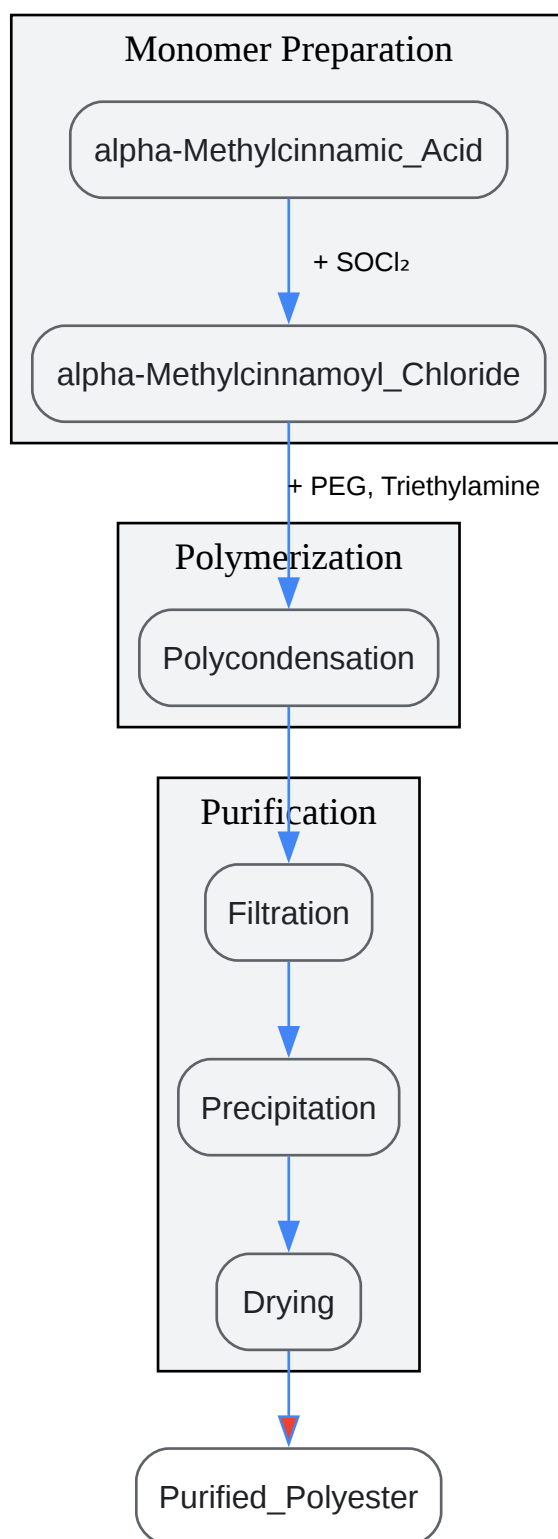 Monomer Preparation
alpha-Methylcinnamic_Acid
+ SOCl₂
alpha-Methylcinnamoyl_Chloride
+ PEG, Triethylamine
Polymerization
Polycondensation
Purification
Filtration
Precipitation
Drying
Purified_Polyester